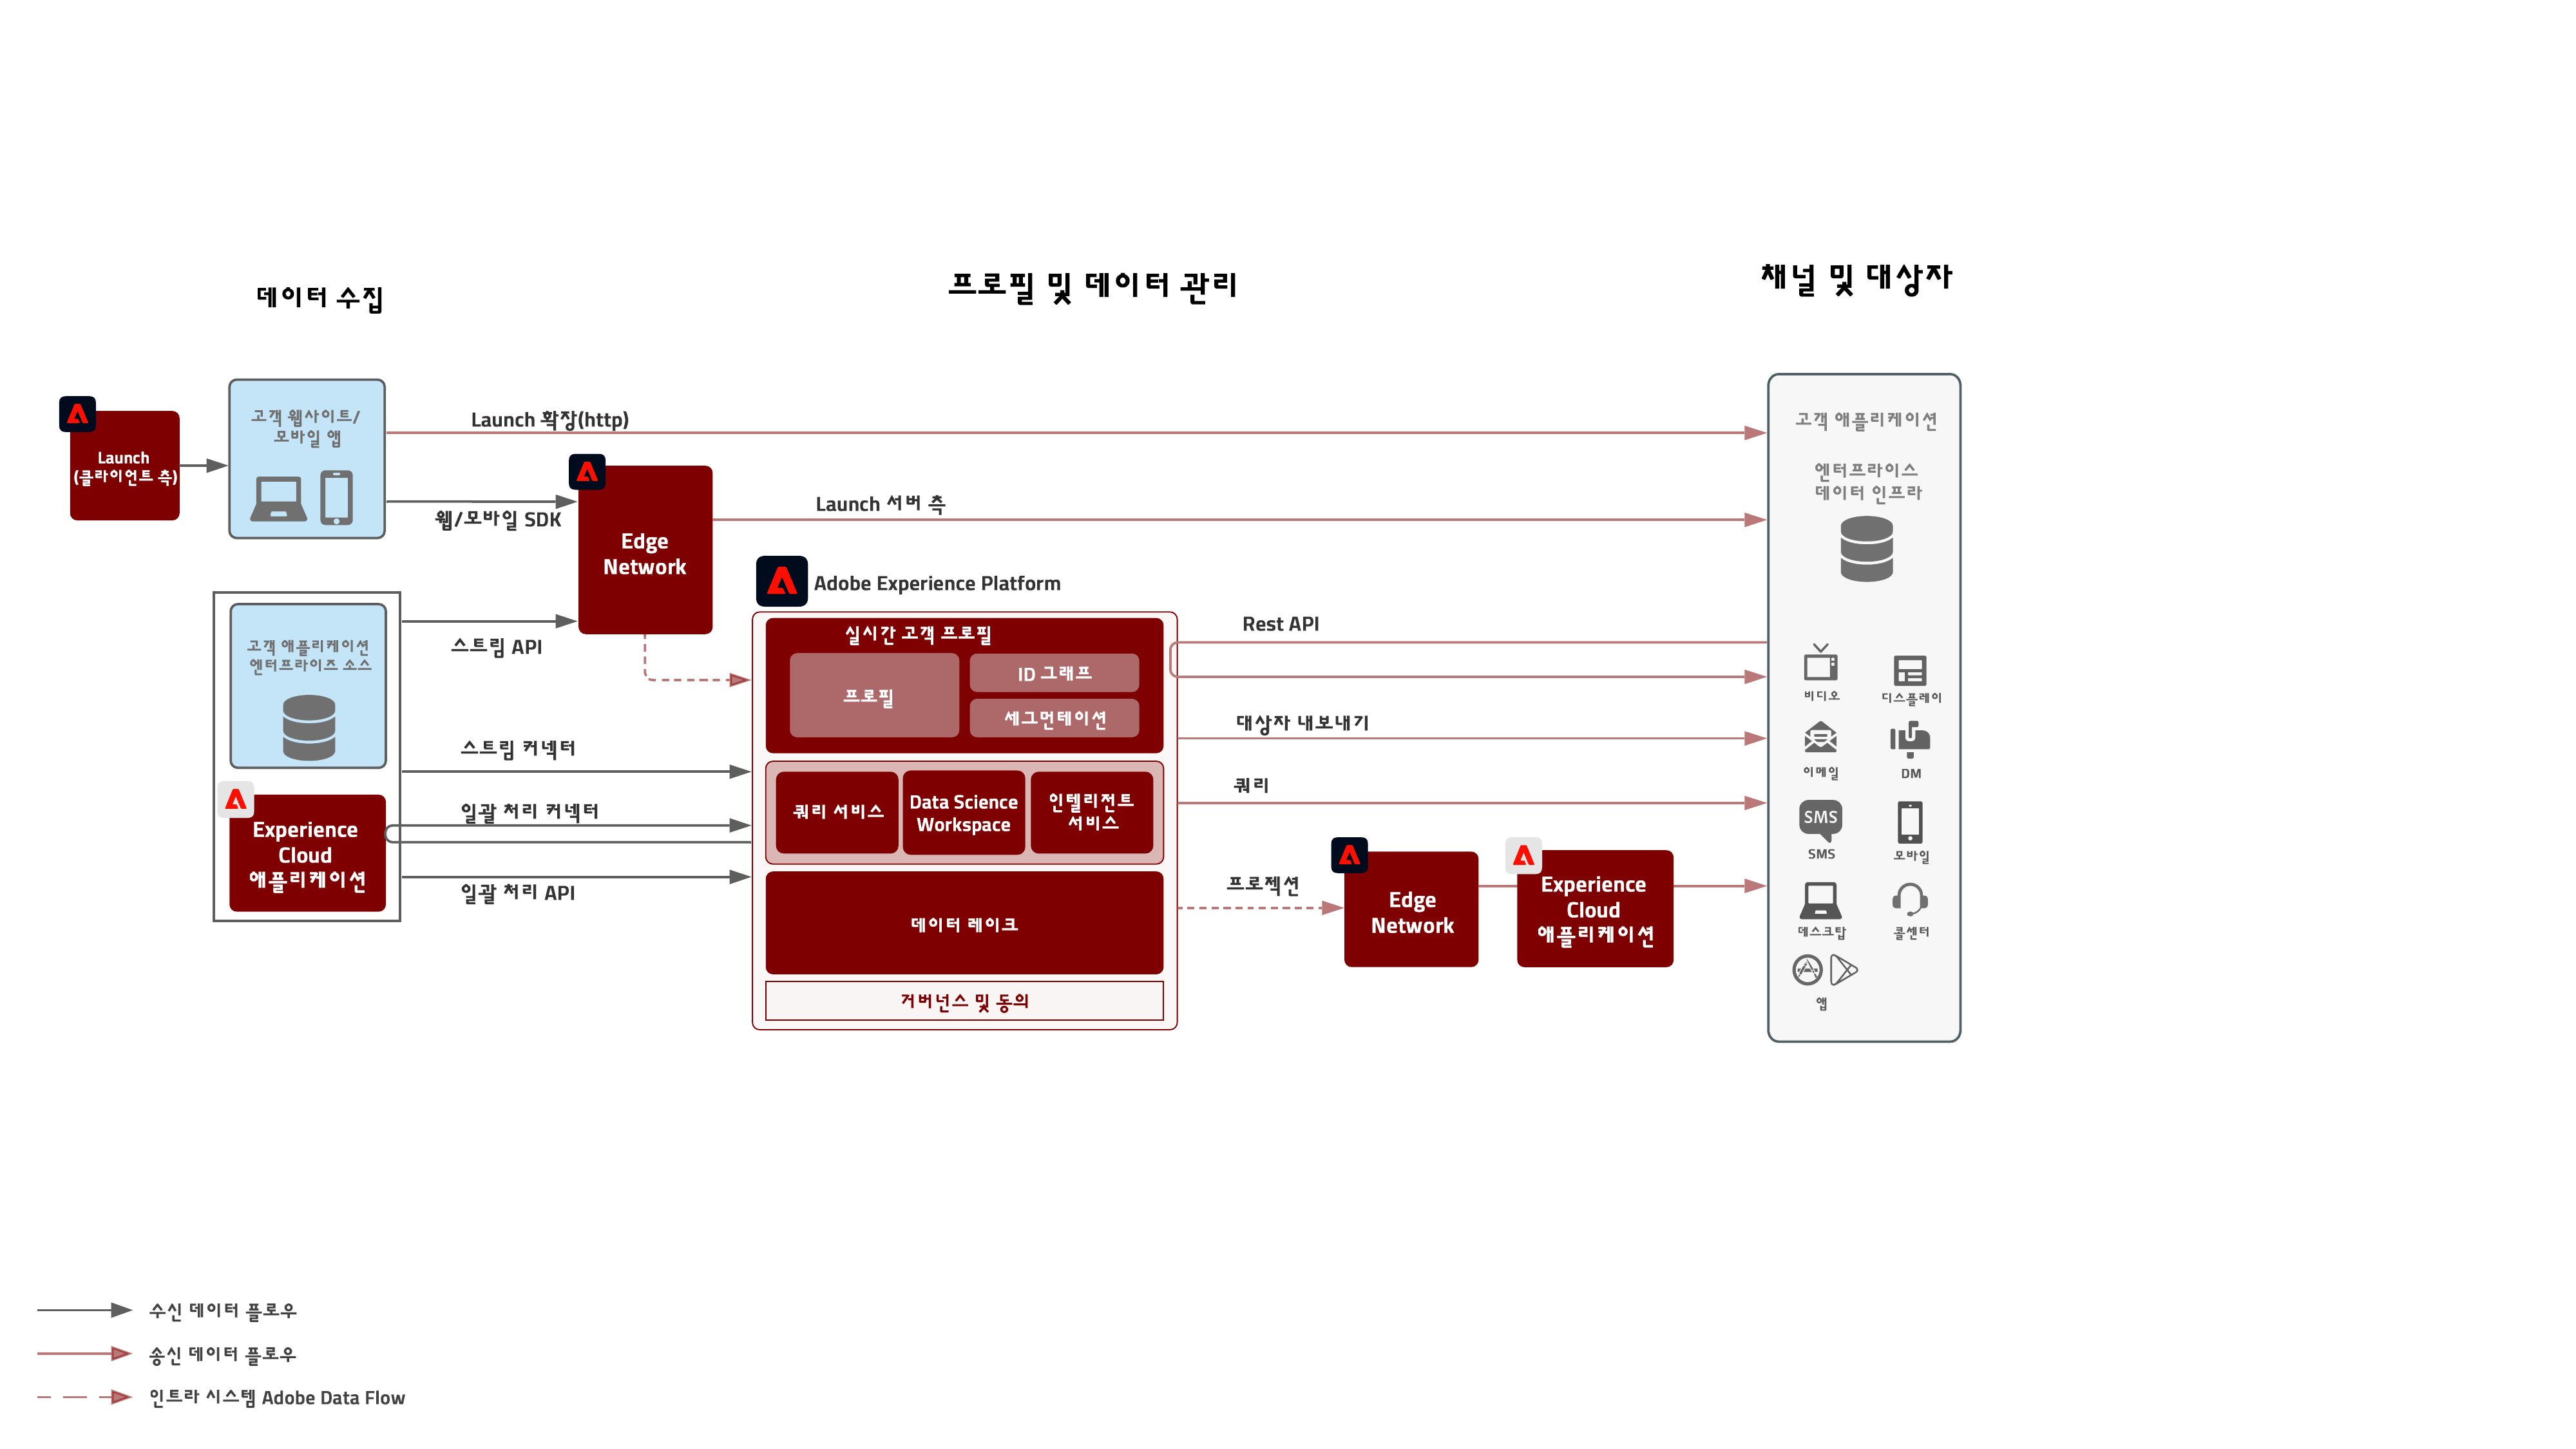 데이터 수집
프로필 및 데이터 관리
채널 및 대상자
Launch
(클라이언트 측)
고객 웹사이트/
모바일 앱
Launch 확장(http)
웹/모바일 SDK
Edge
Network
Launch 서버 측
고객 애플리케이션
엔터프라이즈 소스
스트림 API
스트림 커넥터
일괄 처리 커넥터
일괄 처리 API
Experience
Cloud
애플리케이션
Adobe Experience Platform
실시간 고객 프로필
프로필
ID 그래프
세그먼테이션
쿼리 서비스
Data Science
Workspace
인텔리전트
서비스
데이터 레이크
거버넌스 및 동의
Rest API
대상자 내보내기
쿼리
프로젝션
Edge
Network
Experience
Cloud
애플리케이션
고객 애플리케이션
엔터프라이스
데이터 인프라
비디오
디스플레이
이메일
DM
SMS
SMS
모바일
데스크탑
콜센터
앱
수신 데이터 플로우
송신 데이터 플로우
인트라 시스템 Adobe Data Flow